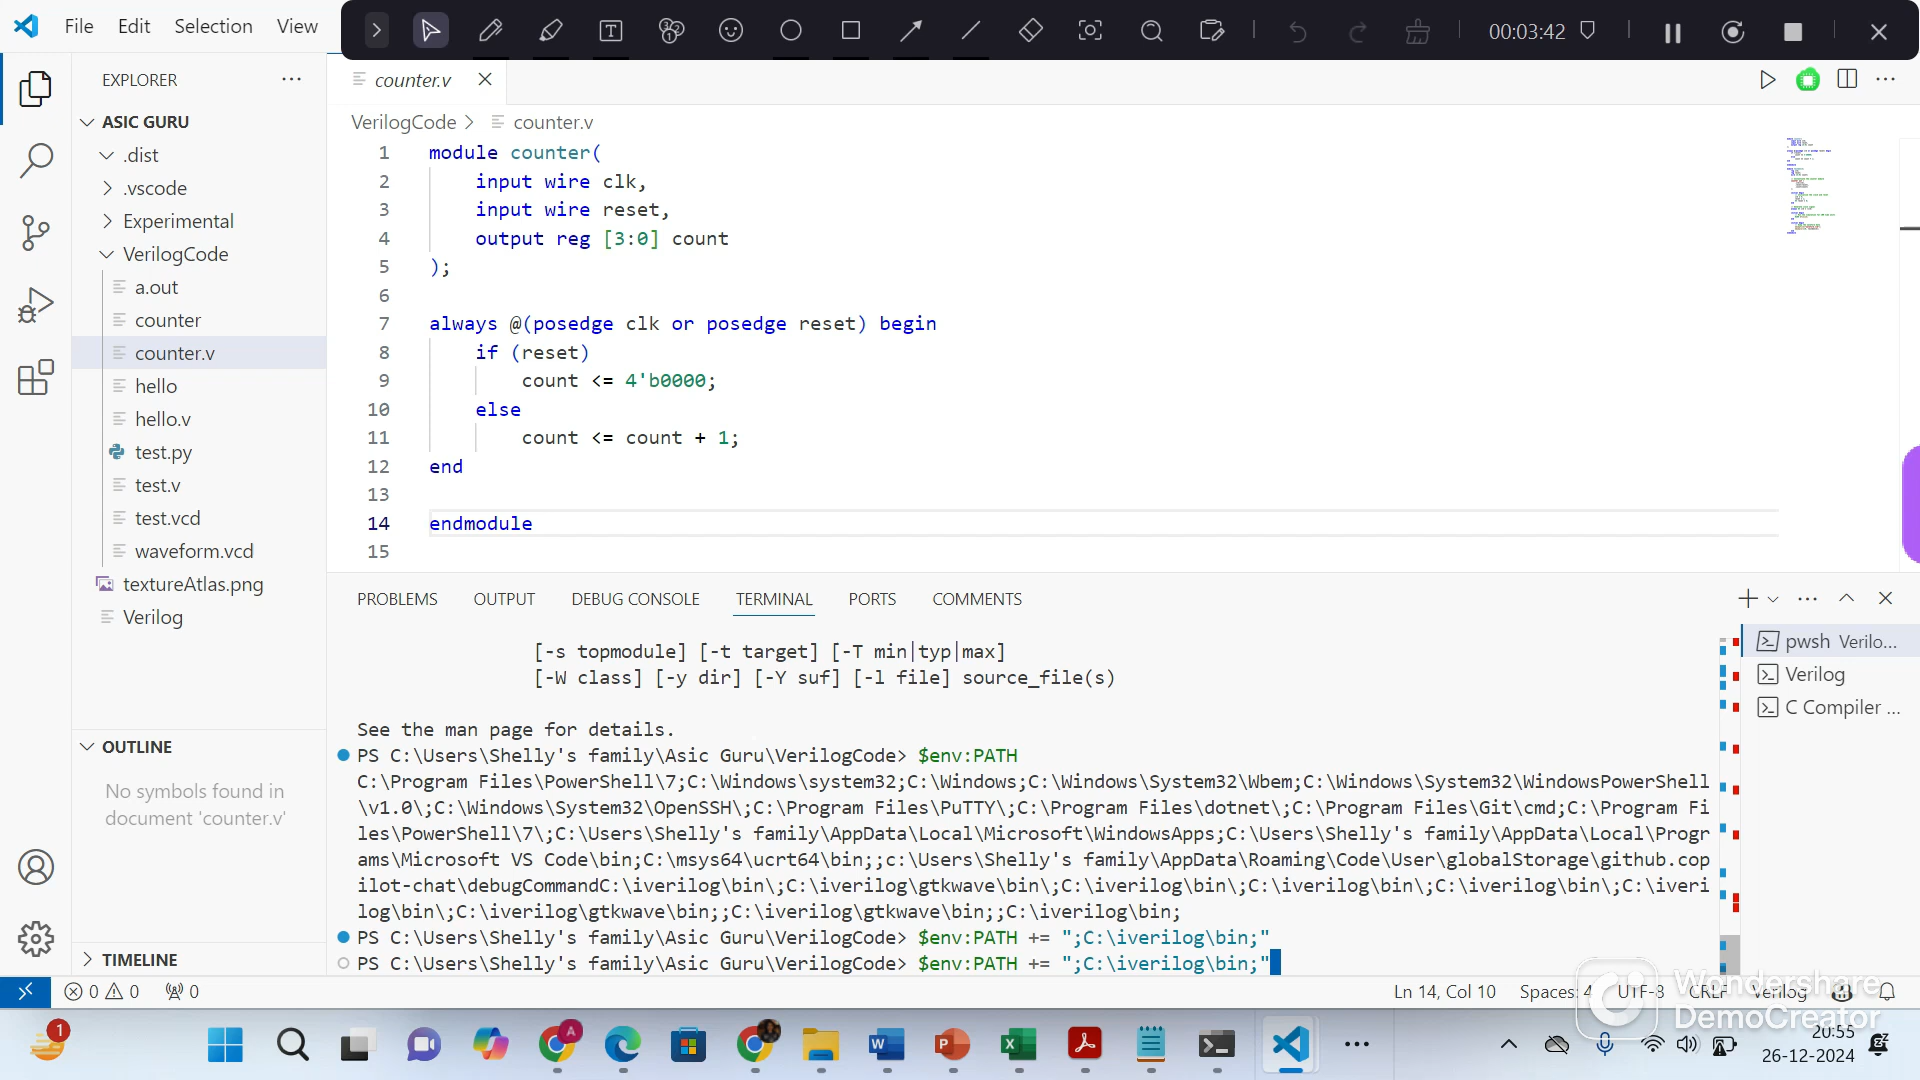 File Edit Selection View
00:03:42
EXPLORER
counter.v
ASIC GURU
.dist
.vscode
Experimental
VerilogCode
a.out
counter
counter.v
hello
hello.v
test.py
test.v
test.vcd
waveform.vcd
textureAtlas.png
Verilog
OUTLINE
No symbols found in
document 'counter.v'
TIMELINE
VerilogCode > counter.v
1 module counter(
2 input wire clk,
3 input wire reset,
4 output reg [3:0] count
5 );
6
7 always @(posedge clk or posedge reset) begin
8 if (reset)
9 count <= 4'b0000;
10 else
11 count <= count + 1;
12 end
13
14 endmodule
15
PROBLEMS OUTPUT DEBUG CONSOLE TERMINAL PORTS COMMENTS
[-s topmodule] [-t target] [-T min|typ|max]
[-W class] [-y dir] [-Y suf] [-l file] source_file(s)
See the man page for details.
PS C:\Users\Shelly's family\Asic Guru\VerilogCode> $env:PATH
C:\Program Files\PowerShell\7;C:\Windows\system32;C:\Windows;C:\Windows\System32\Wbem;C:\Windows\System32\WindowsPowerShell
\v1.0\;C:\Windows\System32\OpenSSH\;C:\Program Files\PuTTY\;C:\Program Files\dotnet\;C:\Program Files\Git\cmd;C:\Program Fi
les\PowerShell\7\;C:\Users\Shelly's family\AppData\Local\Microsoft\WindowsApps;C:\Users\Shelly's family\AppData\Local\Progr
ams\Microsoft VS Code\bin;C:\msys64\ucrt64\bin;;c:\Users\Shelly's family\AppData\Roaming\Code\User\globalStorage\github.cop
ilot-chat\debugCommandC:\iverilog\bin\;C:\iverilog\gtkwave\bin\;C:\iverilog\bin\;C:\iverilog\bin\;C:\iverilog\bin\;C:\iveri
log\bin\;C:\iverilog\gtkwave\bin;;C:\iverilog\gtkwave\bin;;C:\iverilog\bin;
PS C:\Users\Shelly's family\Asic Guru\VerilogCode> $env:PATH += ";C:\iverilog\bin;"
PS C:\Users\Shelly's family\Asic Guru\VerilogCode> $env:PATH += ";C:\iverilog\bin;"
pwsh Verilo...
Verilog
C Compiler ...
0 0 0
Ln 14, Col 10 Spaces: 4 UTF-8 CRLF Verilog
Wondershare
DemoCreator
1
20:55
26-12-2024